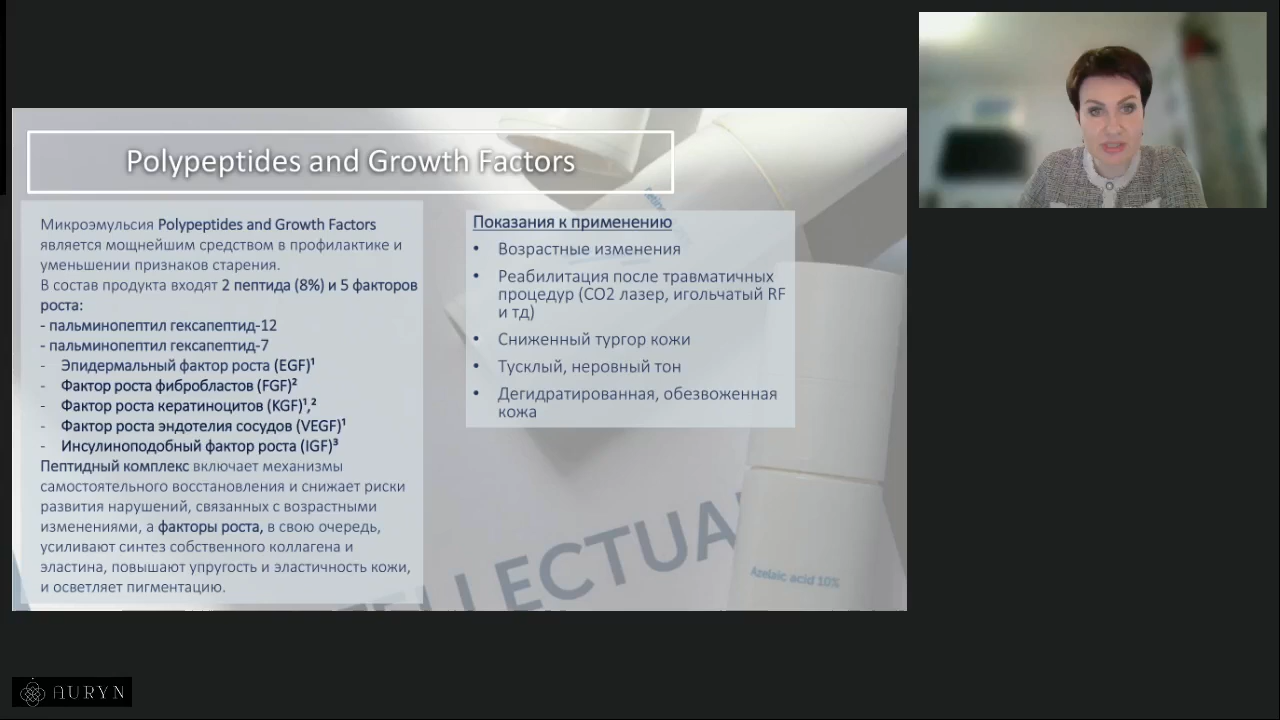 Polypeptides and Growth Factors
Микроэмульсия Polypeptides and Growth Factors
является мощнейшим средством в профилактике и
уменьшении признаков старения.
В состав продукта входят 2 пептида (8%) и 5 факторов
роста:
- пальминопептил гексапептид-12
- пальминопептил гексапептид-7
- Эпидермальный фактор роста (EGF)¹
- Фактор роста фибробластов (FGF)²
- Фактор роста кератиноцитов (KGF)¹,²
- Фактор роста эндотелия сосудов (VEGF)¹
- Инсулиноподобный фактор роста (IGF)³
Пептидный комплекс включает механизмы
самостоятельного восстановления и снижает риски
развития нарушений, связанных с возрастными
изменениями, а факторы роста, в свою очередь,
усиливают синтез собственного коллагена и
эластина, повышают упругость и эластичность кожи,
и осветляет пигментацию.
Показания к применению
• Возрастные изменения
• Реабилитация после травматичных
процедур (СО2 лазер, игольчатый RF
и тд)
• Сниженный тургор кожи
• Тусклый, неровный тон
• Дегидратированная, обезвоженная
кожа
Azelaic acid 10%
AURYN